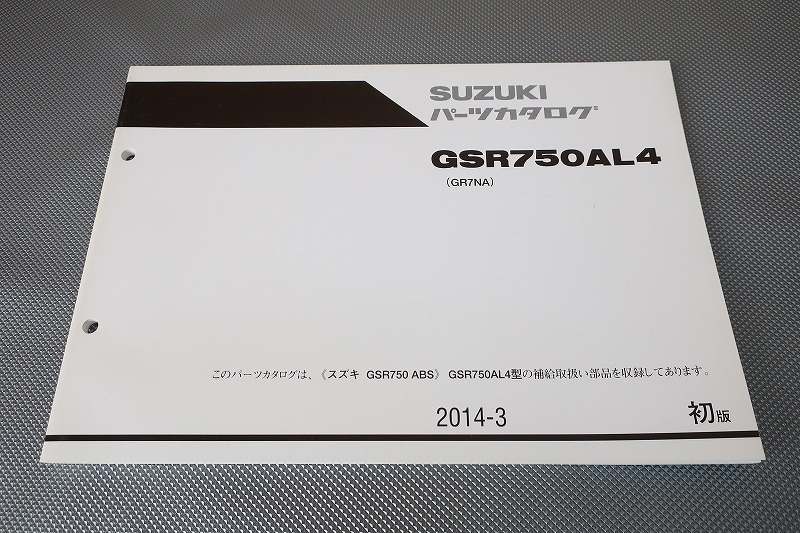 SUZUKI
パーツカタログ
GSR750AL4
(GR7NA)
このパーツカタログは、《スズキ GSR750 ABS》 GSR750AL4型の補給取扱い部品を収録してあります。
2014-3
初版